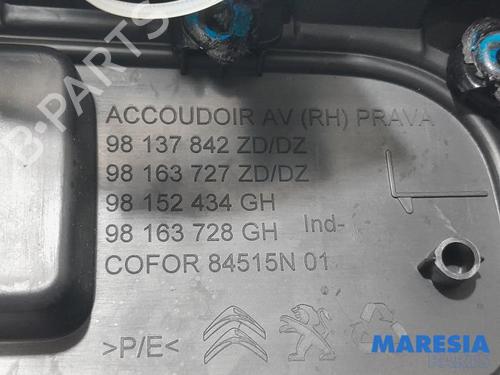 ACCOUDOIR AV (RH) PRAVA
98 137 842 ZD/DZ
98 163 727 ZD/DZ
98 152 434 GH
98 163 728 GH Ind-
COFOR 84515N 01
>P/E<
B-PARTS
MARESIA